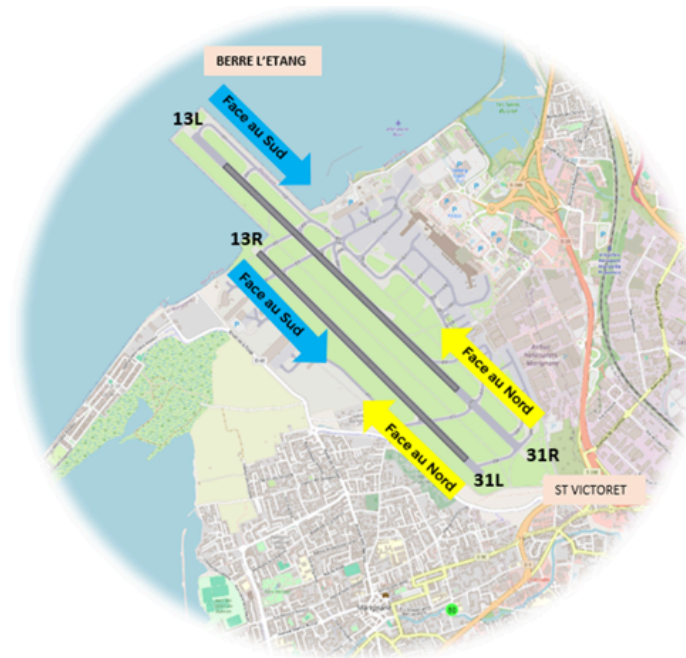 BERRE L'ETANG
13L
Face au Sud
13R
Face au Sud
Face au Nord
Face au Nord
31R
31L
ST VICTORET